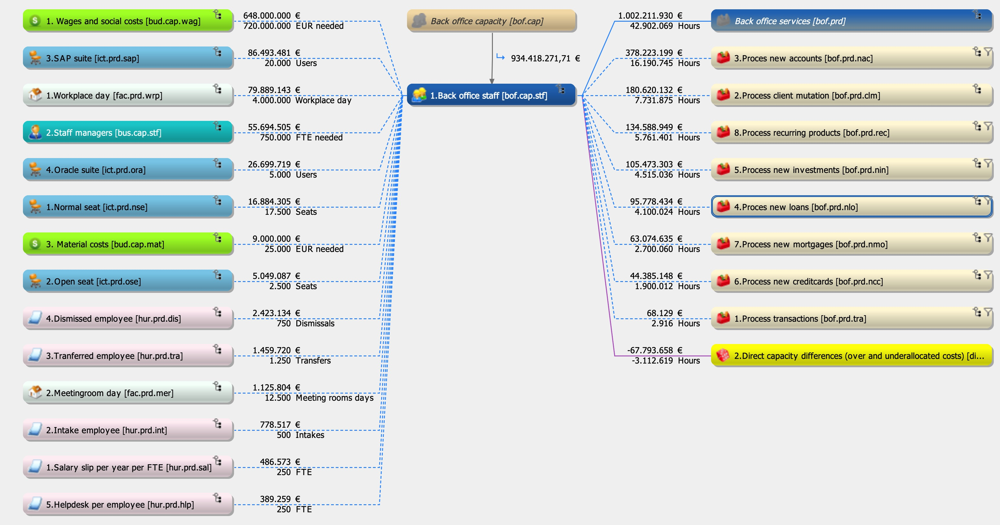 1. Wages and social costs [bud.cap.wag]
648.000.000 €
720.000.000 EUR needed
3.SAP suite [ict.prd.sap]
86.493.481 €
20.000 Users
1.Workplace day [fac.prd.wrp]
79.889.143 €
4.000.000 Workplace day
2.Staff managers [bus.cap.stf]
55.694.505 €
750.000 FTE needed
4.Oracle suite [ict.prd.ora]
26.699.719 €
5.000 Users
1.Normal seat [ict.prd.nse]
16.884.305 €
17.500 Seats
3. Material costs [bud.cap.mat]
9.000.000 €
25.000 EUR needed
2.Open seat [ict.prd.ose]
5.049.087 €
2.500 Seats
4.Dismissed employee [hur.prd.dis]
2.423.134 €
750 Dismissals
3.Tranferred employee [hur.prd.tra]
1.459.720 €
1.250 Transfers
2.Meetingroom day [fac.prd.mer]
1.125.804 €
12.500 Meeting rooms days
2.Intake employee [hur.prd.int]
778.517 €
500 Intakes
1.Salary slip per year per FTE [hur.prd.sal]
486.573 €
250 FTE
5.Helpdesk per employee [hur.prd.hlp]
389.259 €
250 FTE
Back office capacity [bof.cap]
934.418.271,71 €
1.Back office staff [bof.cap.stf]
1.002.211.930 €
42.902.069 Hours
Back office services [bof.prd]
378.223.199 €
16.190.745 Hours
3.Proces new accounts [bof.prd.nac]
180.620.132 €
7.731.875 Hours
2.Process client mutation [bof.prd.clm]
134.588.949 €
5.761.401 Hours
8.Process recurring products [bof.prd.rec]
105.473.303 €
4.515.036 Hours
5.Process new investments [bof.prd.nin]
95.778.434 €
4.100.024 Hours
4.Proces new loans [bof.prd.nlo]
63.074.635 €
2.700.060 Hours
7.Process new mortgages [bof.prd.nmo]
44.385.148 €
1.900.012 Hours
6.Process new creditcards [bof.prd.ncc]
68.129 €
2.916 Hours
1.Process transactions [bof.prd.tra]
-67.793.658 €
-3.112.619 Hours
2.Direct capacity differences (over and underallocated costs) [di...